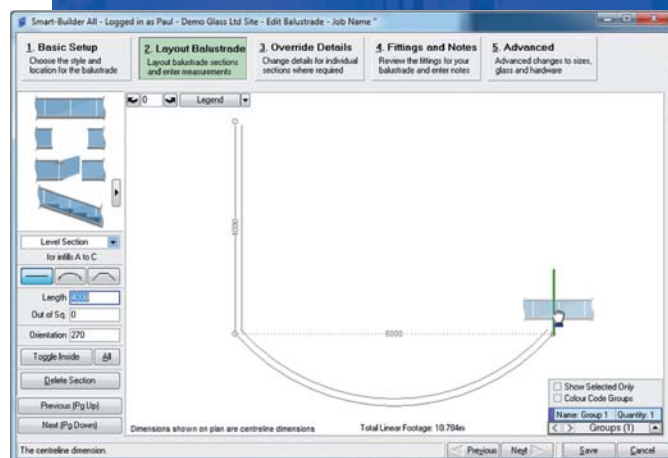 Smart-Builder All - Logged in as Paul - Demo Glass Ltd Site - Edit Balustrade - Job Name "
1. Basic Setup
Choose the style and
location for the balustrade
2. Layout Balustrade
Layout balustrade sections
and enter measurements
3. Override Details
Change details for individual
sections where required
4. Fittings and Notes
Review the fittings for your
balustrade and enter notes
5. Advanced
Advanced changes to sizes,
glass and hardware
0
Legend
4000
6000
Level Section
for infills A to C
Length 4000
Out of Sq. 0
Orientation 270
Toggle Inside
All
Delete Section
Previous (Pg Up)
Next (Pg Down)
Dimensions shown on plan are centreline dimensions
Total Linear Footage: 10.784m
Show Selected Only
Colour Code Groups
Name: Group 1 Quantity: 1
< > Groups (1)
The centreline dimension.
Previous
Next
Save
Cancel